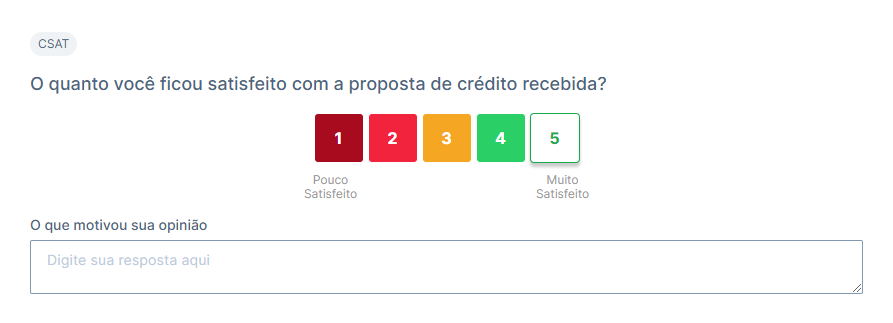 CSAT
O quanto você ficou satisfeito com a proposta de crédito recebida?
1 2 3 4 5
Pouco Muito
Satisfeito Satisfeito
O que motivou sua opinião
Digite sua resposta aqui